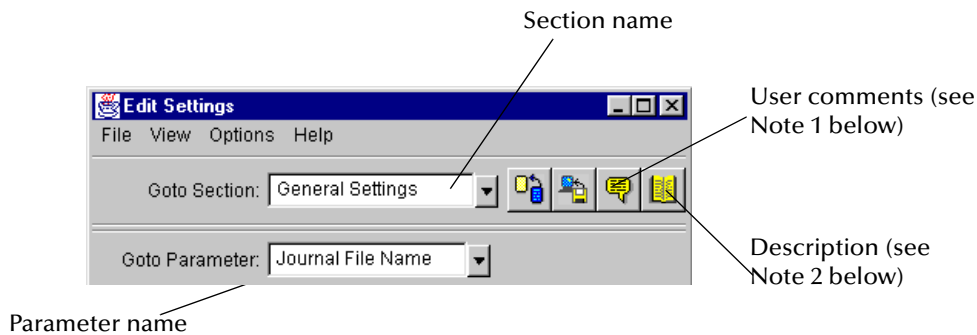 Section name
Edit Settings
File View Options Help
User comments (see
Note 1 below)
Goto Section: General Settings
Goto Parameter: Journal File Name
Description (see
Note 2 below)
Parameter name